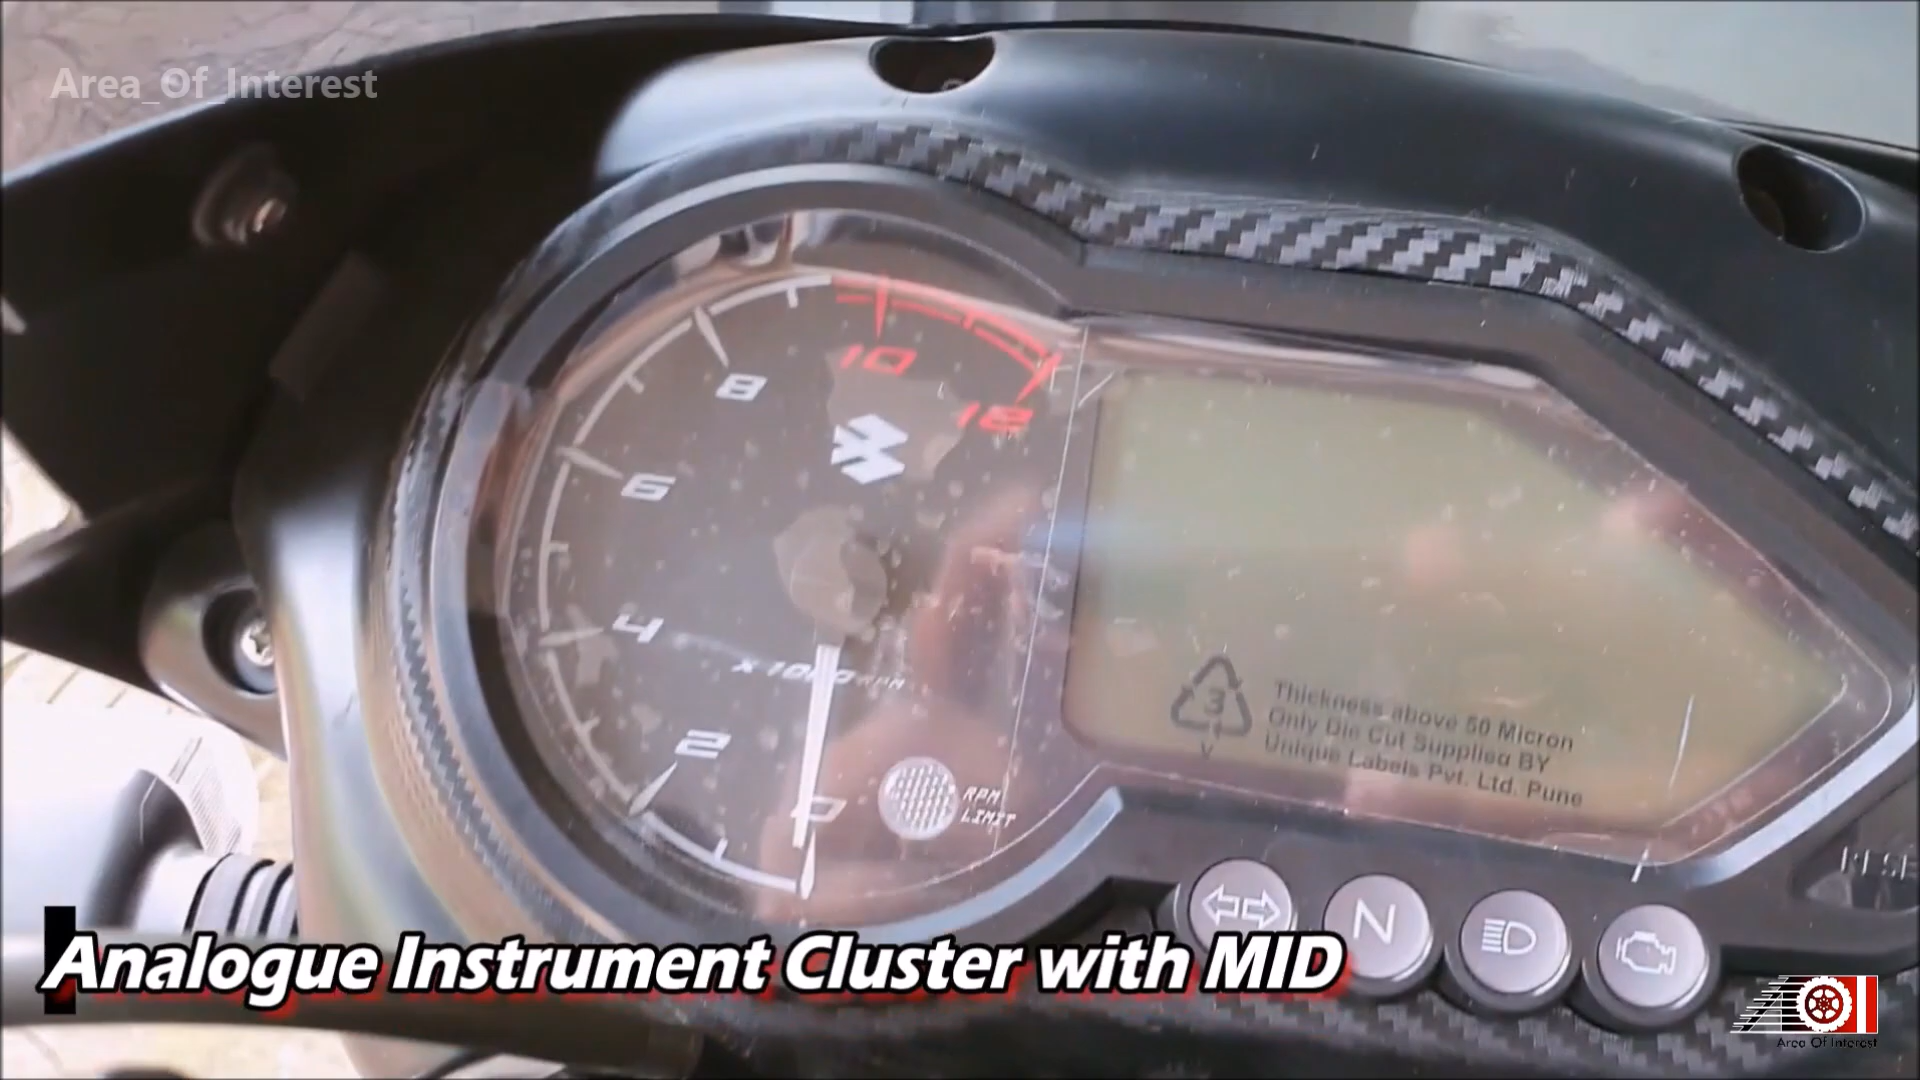 Area_Of_Interest
10
8
12
6
4
x 1000 RPM
2
0
RPM
LIMIT
3
V
Thickness above 50 Micron
Only Die Cut Supplied BY
Unique Labels Pvt. Ltd. Pune
N
Analogue Instrument Cluster with MID
Area Of Interest